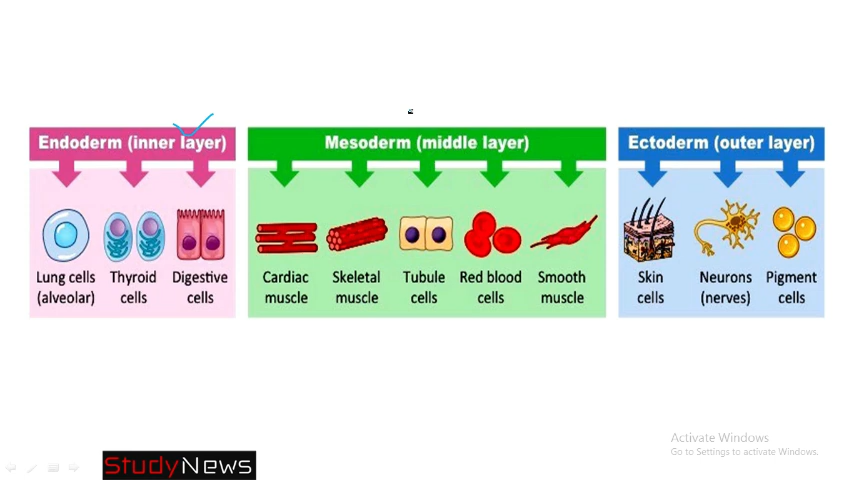 Endoderm (inner layer)
Mesoderm (middle layer)
Ectoderm (outer layer)
Lung cells
(alveolar)
Thyroid
cells
Digestive
cells
Cardiac
muscle
Skeletal
muscle
Tubule
cells
Red blood
cells
Smooth
muscle
Skin
cells
Neurons
(nerves)
Pigment
cells
Activate Windows
Go to Settings to activate Windows.
StudyNews